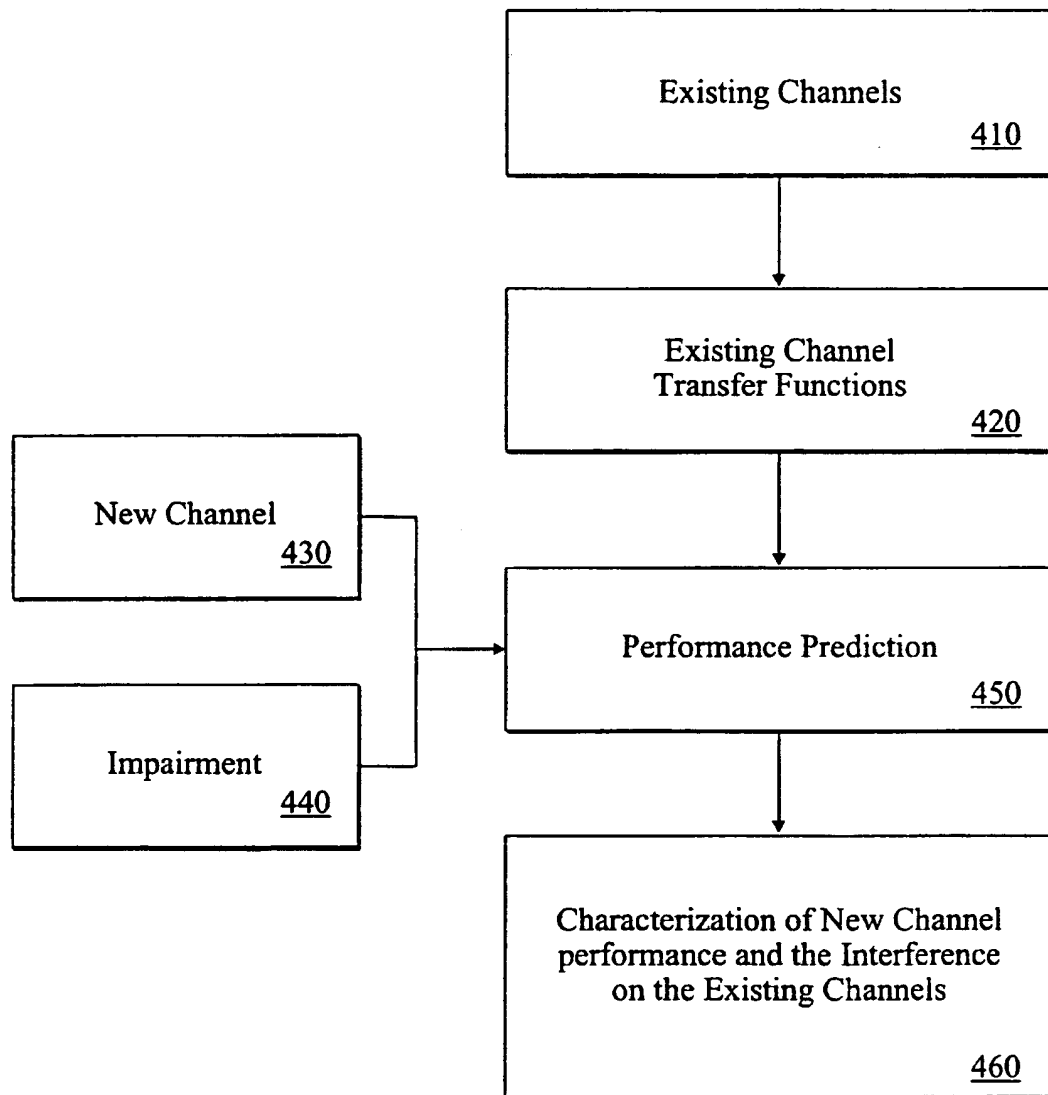 Existing Channels
410
Existing Channel
Transfer Functions
420
New Channel
430
Performance Prediction
450
Impairment
440
Characterization of New Channel
performance and the Interference
on the Existing Channels
460